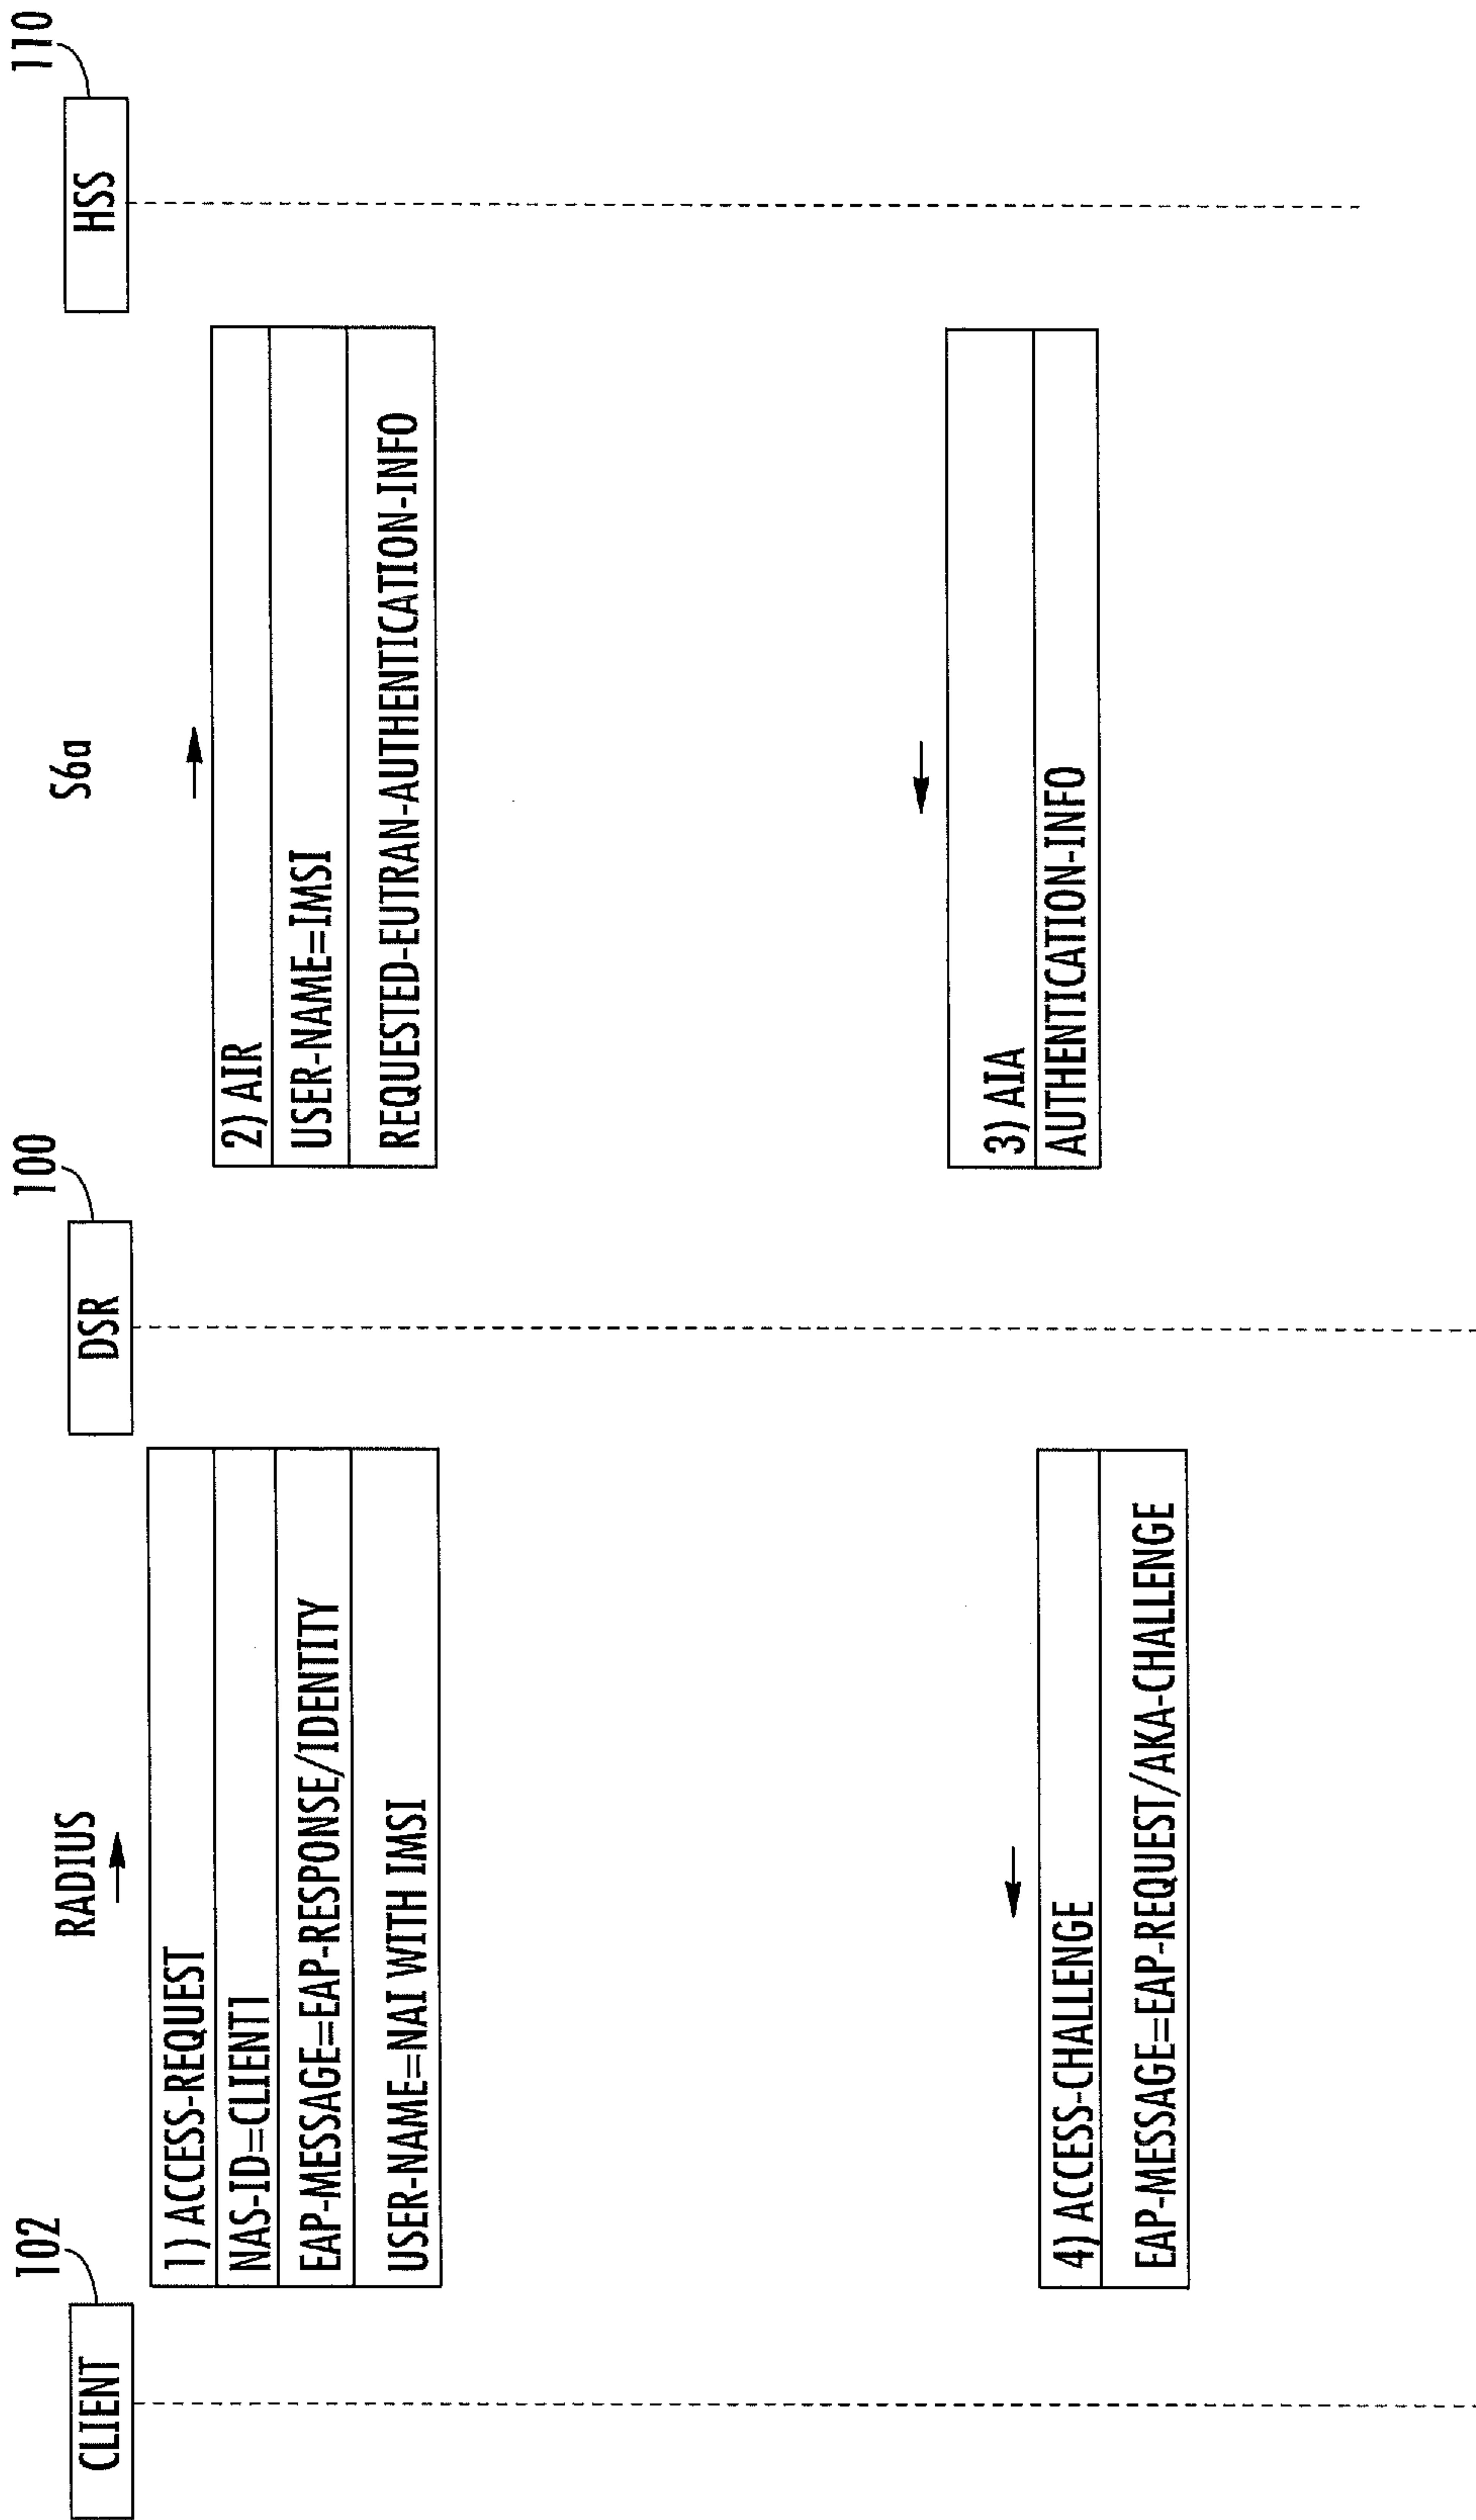 102
CLIENT
RADIUS
100
DSR
S6a
110
HSS
1) ACCESS-REQUEST
NAS-ID=CLIENT1
EAP-MESSAGE=EAP-RESPONSE/IDENTITY
USER-NAME=NAI WITH IMSI
2) AIR
USER-NAME=IMSI
REQUESTED-EUTRAN-AUTHENTICATION-INFO
3) AIA
AUTHENTICATION-INFO
4) ACCESS-CHALLENGE
EAP-MESSAGE=EAP-REQUEST/AKA-CHALLENGE